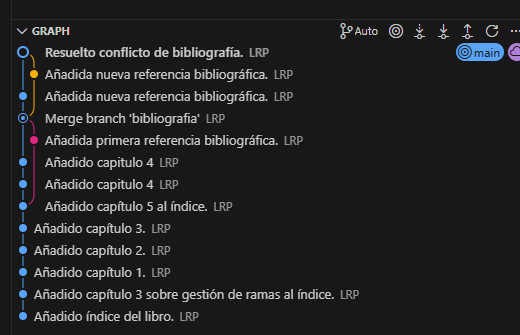 GRAPH Auto ...
Resuelto conflicto de bibliografía. LRP main
Añadida nueva referencia bibliográfica. LRP
Añadida nueva referencia bibliográfica. LRP
Merge branch 'bibliografia' LRP
Añadida primera referencia bibliográfica. LRP
Añadido capitulo 4 LRP
Añadido capitulo 4 LRP
Añadido capítulo 5 al índice. LRP
Añadido capítulo 3. LRP
Añadido capítulo 2. LRP
Añadido capítulo 1. LRP
Añadido capítulo 3 sobre gestión de ramas al índice. LRP
Añadido índice del libro. LRP